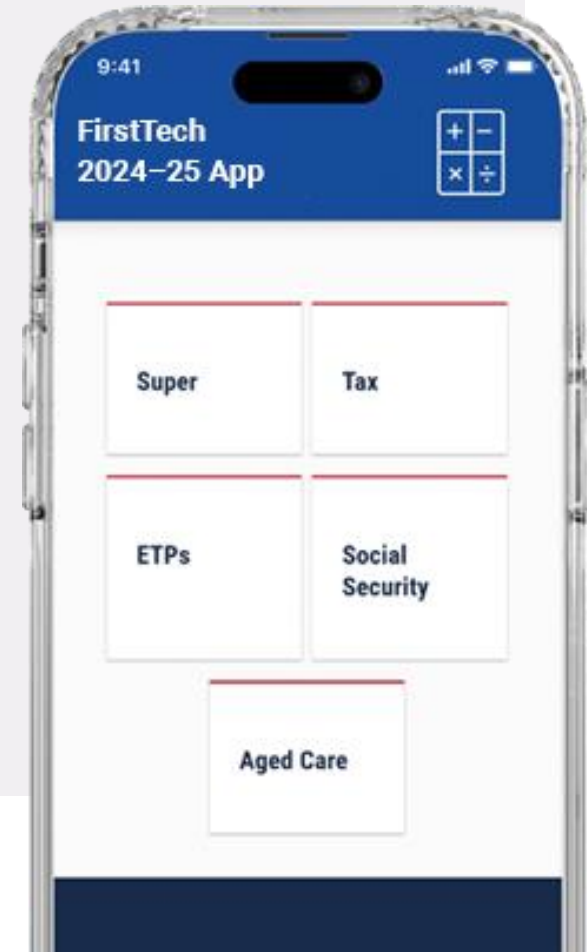 9:41
FirstTech
2024–25 App
+ −
× ÷
Super
Tax
ETPs
Social
Security
Aged Care